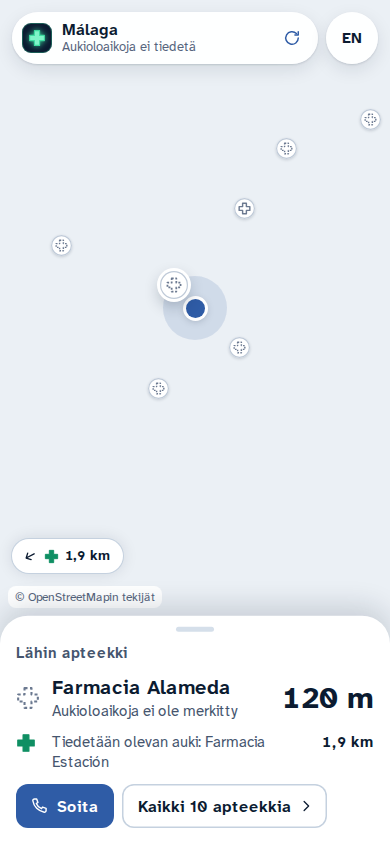 Málaga
Aukioloaikoja ei tiedetä
EN
1,9 km
© OpenStreetMapin tekijät
Lähin apteekki
Farmacia Alameda
120 m
Aukioloaikoja ei ole merkitty
Tiedetään olevan auki: Farmacia
Estación
1,9 km
Soita
Kaikki 10 apteekkia